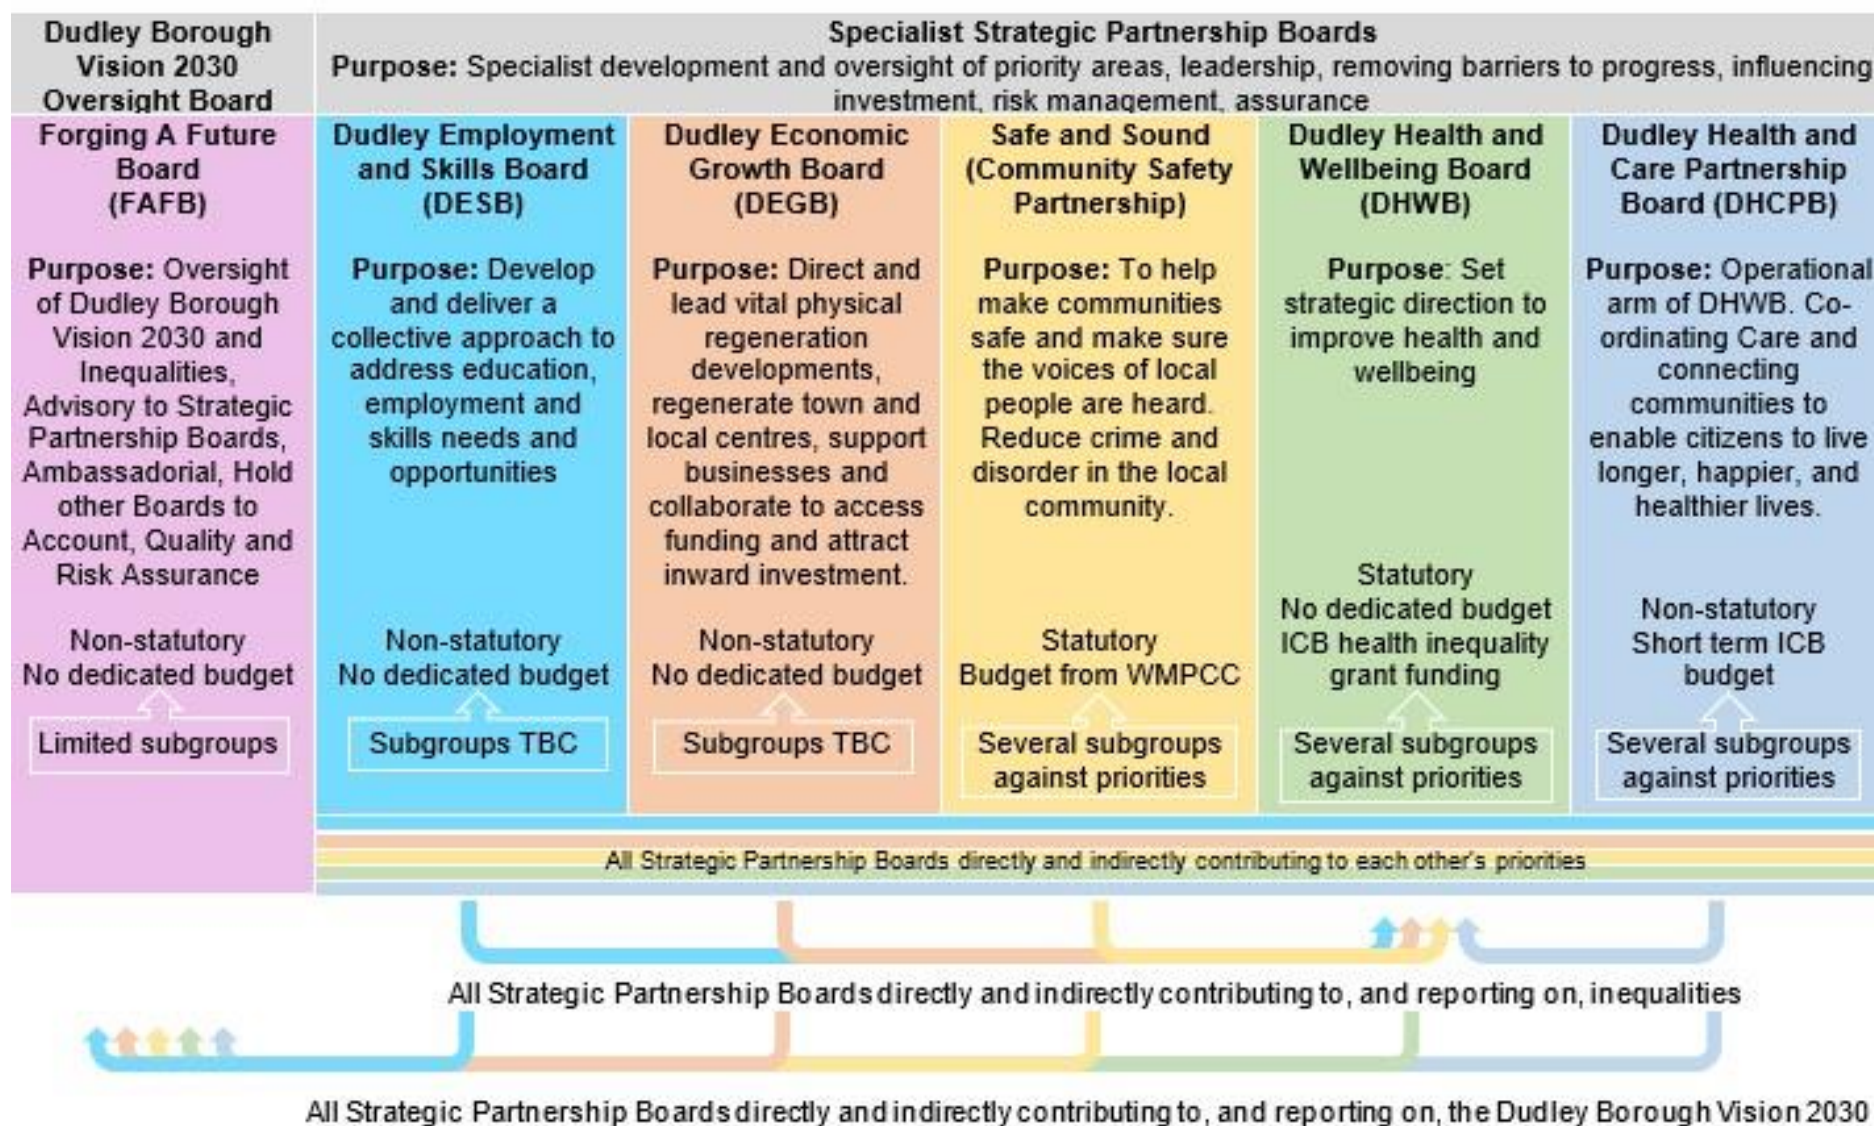 Dudley Borough
Vision 2030
Oversight Board
Specialist Strategic Partnership Boards
Purpose: Specialist development and oversight of priority areas, leadership, removing barriers to progress, influencing
investment, risk management, assurance
Forging A Future
Board
(FAFB)
Purpose: Oversight
of Dudley Borough
Vision 2030 and
Inequalities,
Advisory to Strategic
Partnership Boards,
Ambassadorial, Hold
other Boards to
Account, Quality and
Risk Assurance
Non-statutory
No dedicated budget
Limited subgroups
Dudley Employment
and Skills Board
(DESB)
Purpose: Develop
and deliver a
collective approach to
address education,
employment and
skills needs and
opportunities
Non-statutory
No dedicated budget
Subgroups TBC
Dudley Economic
Growth Board
(DEGB)
Purpose: Direct and
lead vital physical
regeneration
developments,
regenerate town and
local centres, support
businesses and
collaborate to access
funding and attract
inward investment.
Non-statutory
No dedicated budget
Subgroups TBC
Safe and Sound
(Community Safety
Partnership)
Purpose: To help
make communities
safe and make sure
the voices of local
people are heard.
Reduce crime and
disorder in the local
community.
Statutory
Budget from WMPCC
Several subgroups
against priorities
Dudley Health and
Wellbeing Board
(DHWB)
Purpose: Set
strategic direction to
improve health and
wellbeing
Statutory
No dedicated budget
ICB health inequality
grant funding
Several subgroups
against priorities
Dudley Health and
Care Partnership
Board (DHCPB)
Purpose: Operational
arm of DHWB. Co-
ordinating Care and
connecting
communities to
enable citizens to live
longer, happier, and
healthier lives.
Non-statutory
Short term ICB
budget
Several subgroups
against priorities
All Strategic Partnership Boards directly and indirectly contributing to each other's priorities
All Strategic Partnership Boards directly and indirectly contributing to, and reporting on, inequalities
All Strategic Partnership Boards directly and indirectly contributing to, and reporting on, the Dudley Borough Vision 2030